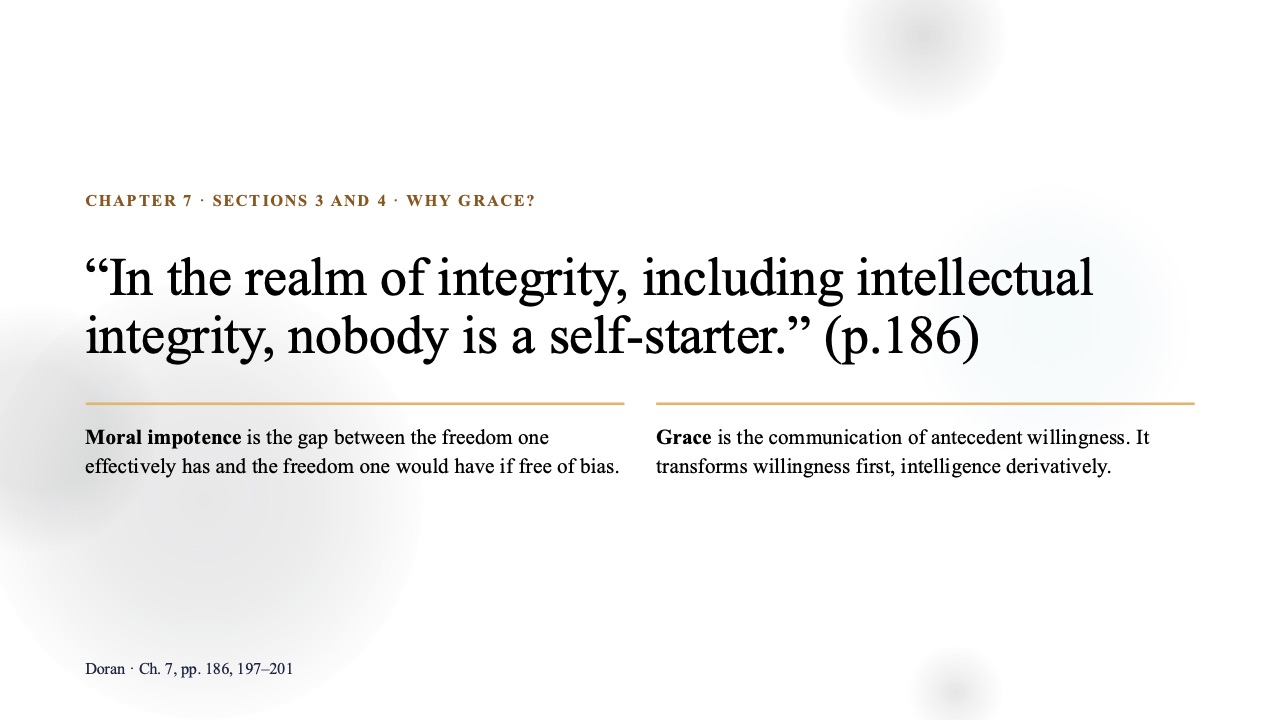 CHAPTER 7 · SECTIONS 3 AND 4 · WHY GRACE?
“In the realm of integrity, including intellectual
integrity, nobody is a self-starter.” (p.186)
Moral impotence is the gap between the freedom one
effectively has and the freedom one would have if free of bias.
Grace is the communication of antecedent willingness. It
transforms willingness first, intelligence derivatively.
Doran · Ch. 7, pp. 186, 197–201